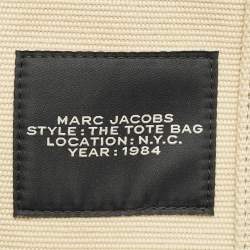 MARC JACOBS
STYLE: THE TOTE BAG
LOCATION: N.Y.C.
YEAR: 1984